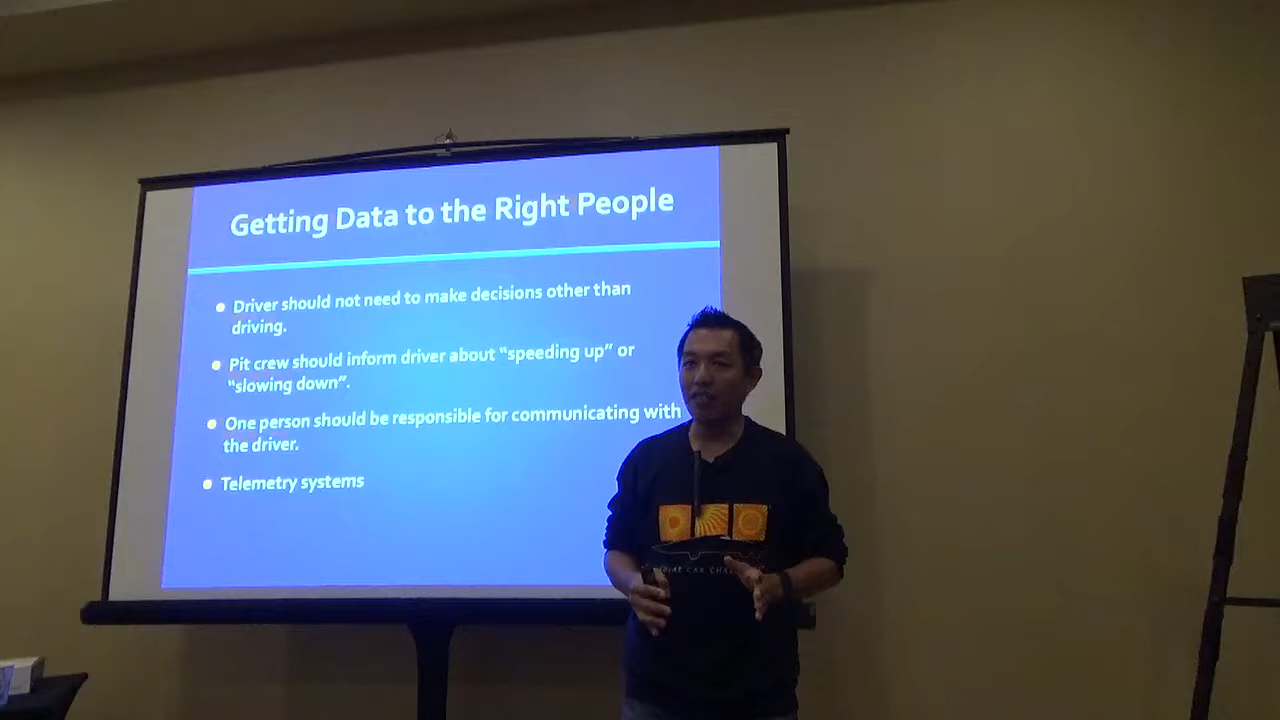 Getting Data to the Right People
Driver should not need to make decisions other than
driving.
Pit crew should inform driver about “speeding up” or
“slowing down”.
One person should be responsible for communicating with
the driver.
Telemetry systems
CAR